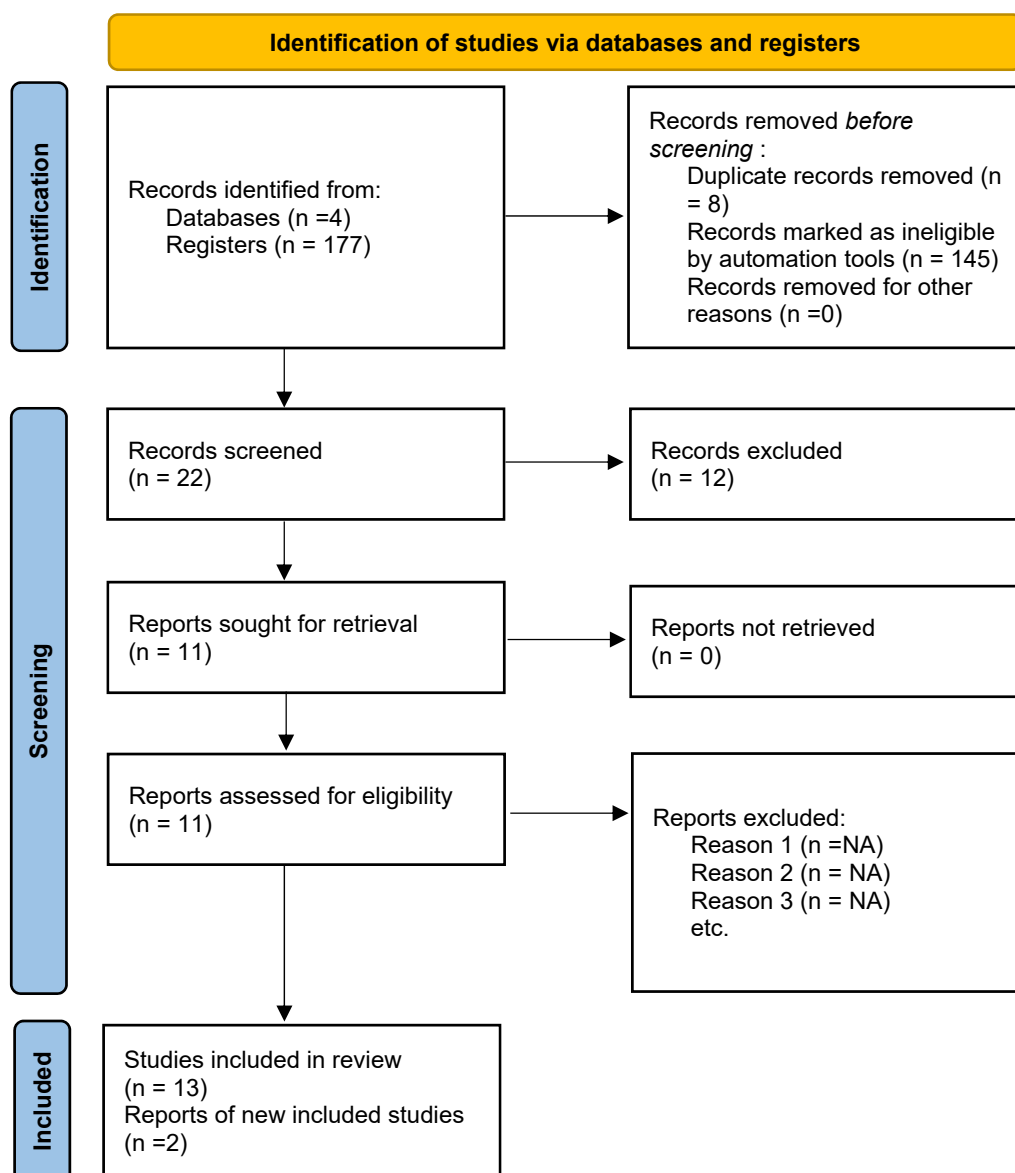 Identification of studies via databases and registers
Identification
Records identified from:
Databases (n =4)
Registers (n = 177)
Records removed before
screening :
Duplicate records removed (n
= 8)
Records marked as ineligible
by automation tools (n = 145)
Records removed for other
reasons (n =0)
Screening
Records screened
(n = 22)
Records excluded
(n = 12)
Reports sought for retrieval
(n = 11)
Reports not retrieved
(n = 0)
Reports assessed for eligibility
(n = 11)
Reports excluded:
Reason 1 (n =NA)
Reason 2 (n = NA)
Reason 3 (n = NA)
etc.
Included
Studies included in review
(n = 13)
Reports of new included studies
(n =2)